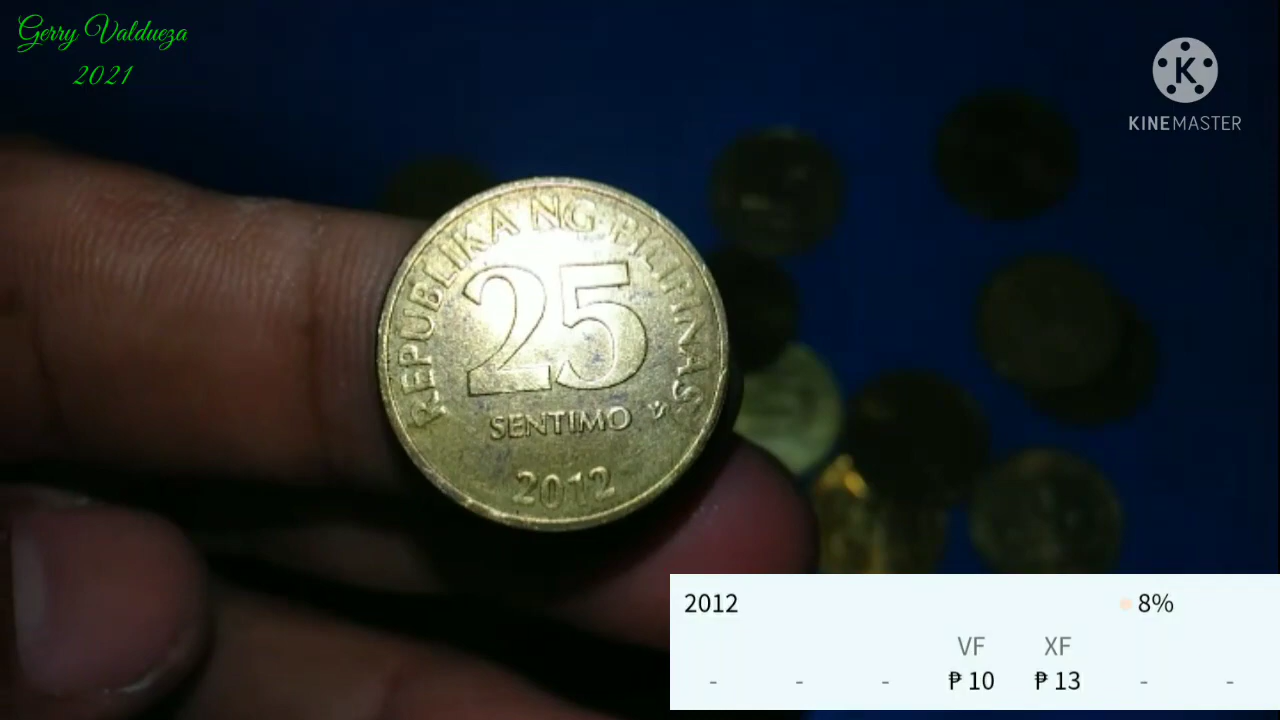 Gerry Valdueza
2021
K
KINEMASTER
REPUBLIKA NG PILIPINAS
25
SENTIMO
2012
2012 8%
VF XF
- - - ₱ 10 ₱ 13 - -